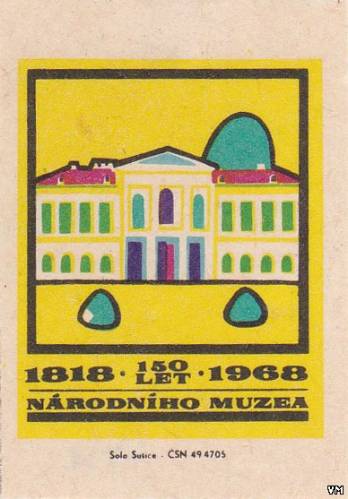 1818 · 150 LET · 1968
NÁRODNÍHO MUZEA
Solo Sušice - ČSN 49 4705
VM